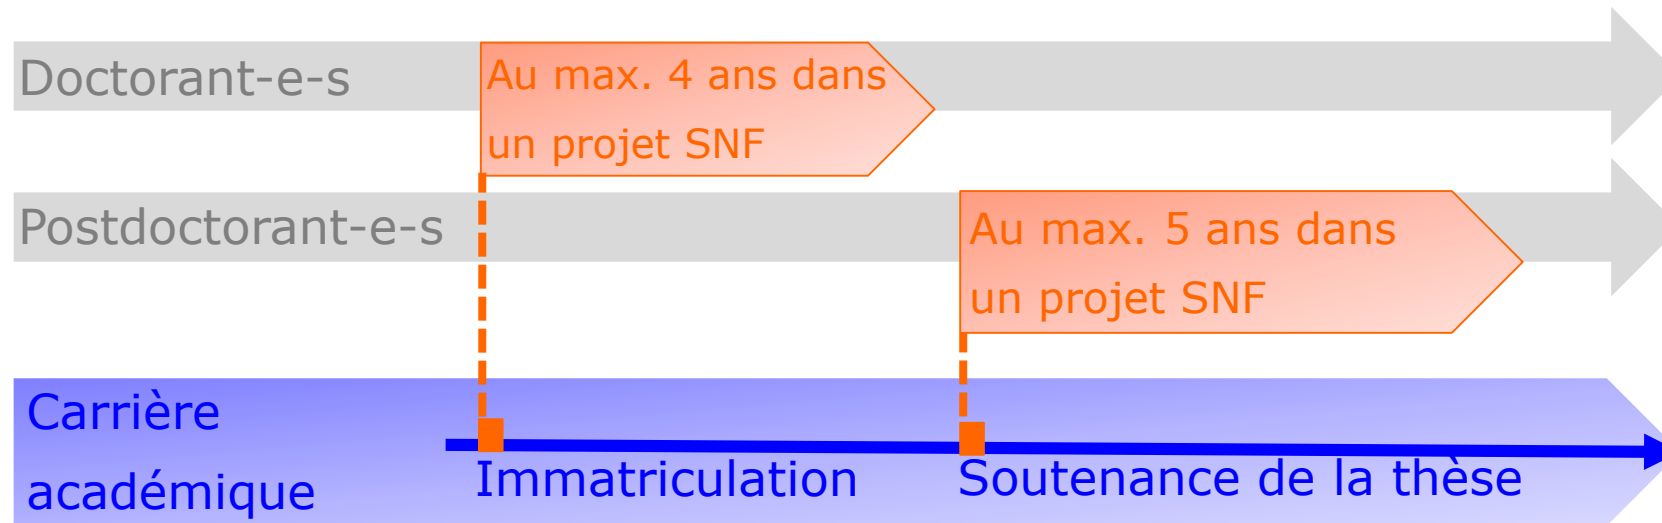 Doctorant-e-s
Au max. 4 ans dans
un projet SNF
Postdoctorant-e-s
Au max. 5 ans dans
un projet SNF
Carrière
académique
Immatriculation
Soutenance de la thèse